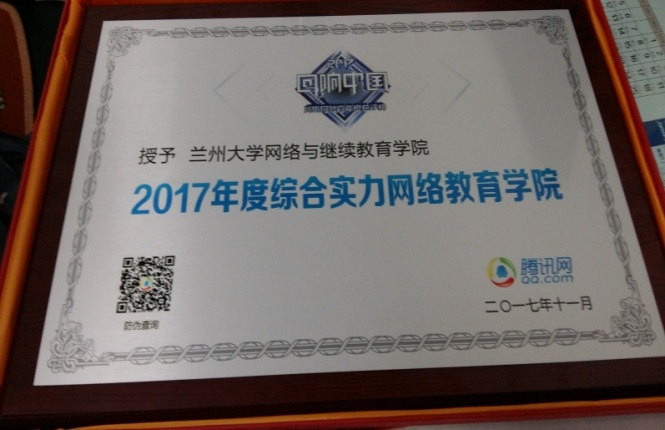 2017
回响中国
授予 兰州大学网络与继续教育学院
2017年度综合实力网络教育学院
腾讯网
QQ.com
防伪查询
二〇一七年十一月